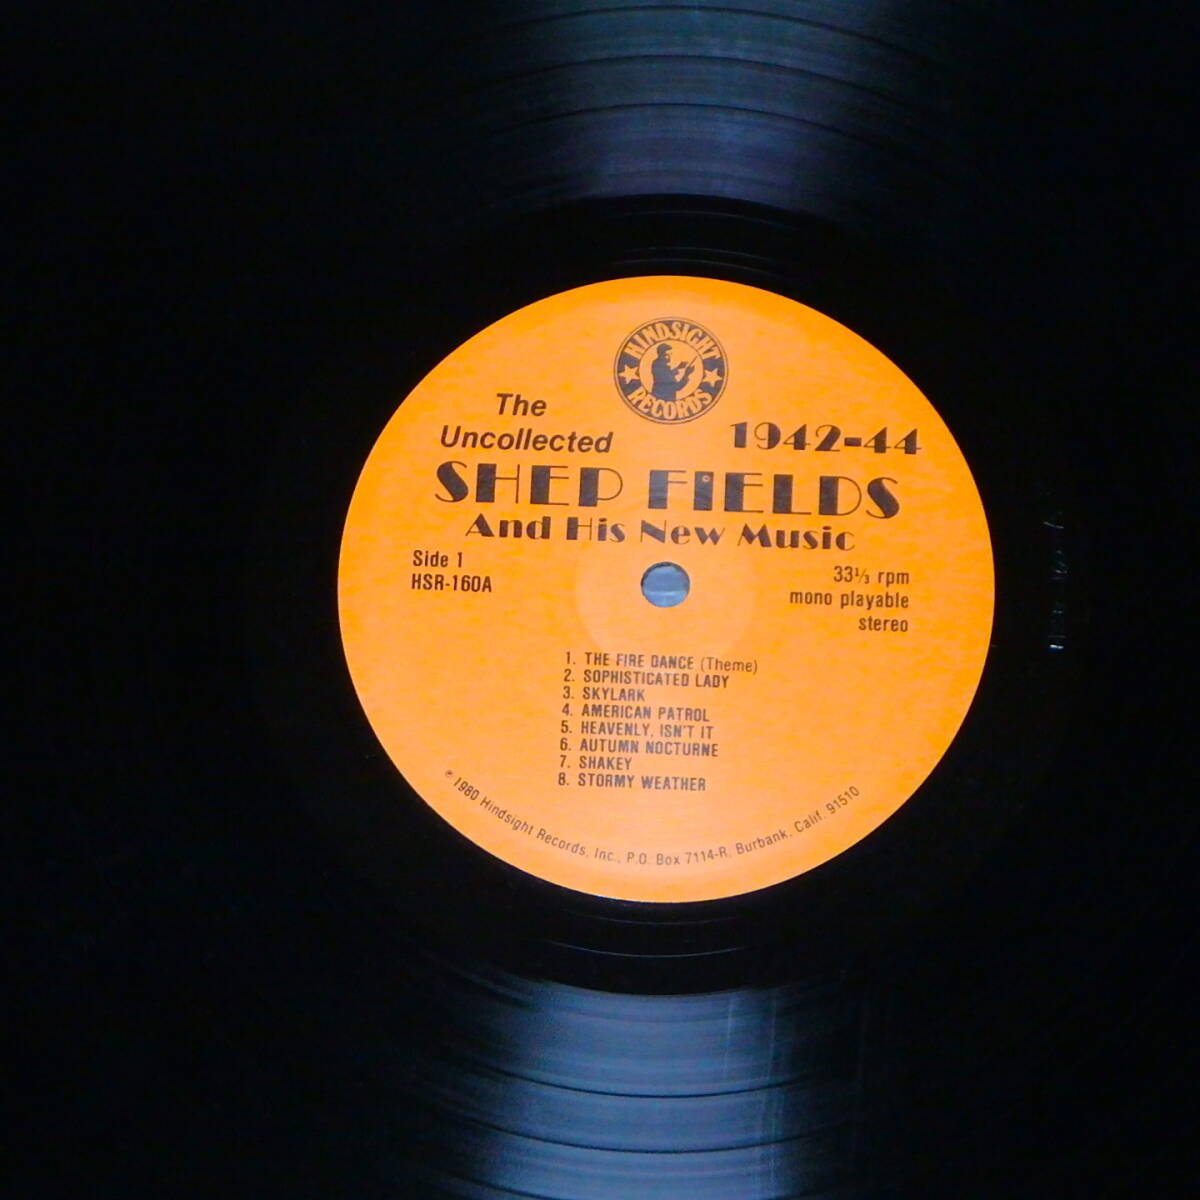 HINDSIGHT
RECORDS
The
Uncollected
1942-44
SHEP FIELDS
And His New Music
Side 1
HSR-160A
33⅓ rpm
mono playable
stereo
1. THE FIRE DANCE (Theme)
2. SOPHISTICATED LADY
3. SKYLARK
4. AMERICAN PATROL
5. HEAVENLY, ISN'T IT
6. AUTUMN NOCTURNE
7. SHAKEY
8. STORMY WEATHER
℗ 1980 Hindsight Records, Inc., P.O. Box 7114-R, Burbank, Calif. 91510